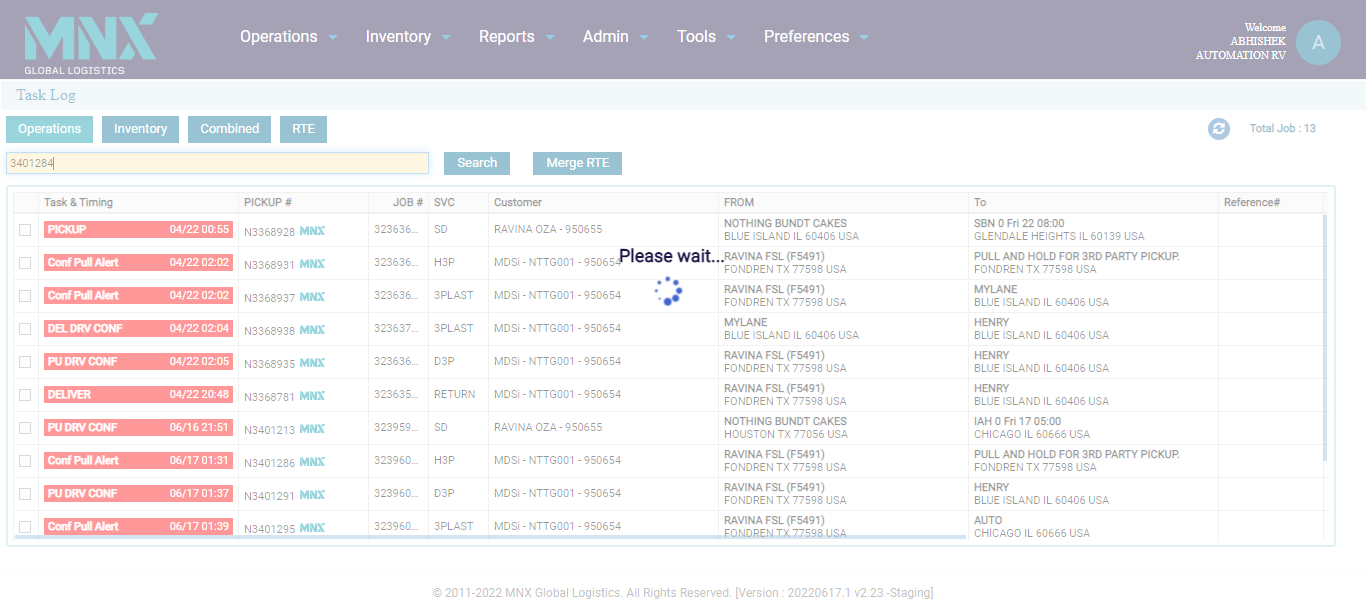 MNX
GLOBAL LOGISTICS
Operations Inventory Reports Admin Tools Preferences
Welcome
ABHISHEK
AUTOMATION RV
A
Task Log
Operations Inventory Combined RTE
Total Job : 13
3401284 Search Merge RTE
Task & Timing PICKUP # JOB # SVC Customer FROM To Reference#
PICKUP 04/22 00:55 N3368928 MNX 323636... SD RAVINA OZA - 950655 NOTHING BUNDT CAKES SBN 0 Fri 22 08:00
BLUE ISLAND IL 60406 USA GLENDALE HEIGHTS IL 60139 USA
Conf Pull Alert 04/22 02:02 N3368931 MNX 323636... H3P MDSi - NTTG001 - 950654 RAVINA FSL (F5491) PULL AND HOLD FOR 3RD PARTY PICKUP.
FONDREN TX 77598 USA FONDREN TX 77598 USA
Please wait...
Conf Pull Alert 04/22 02:02 N3368937 MNX 323636... 3PLAST MDSi - NTTG001 - 950654 RAVINA FSL (F5491) MYLANE
FONDREN TX 77598 USA BLUE ISLAND IL 60406 USA
DEL DRV CONF 04/22 02:04 N3368938 MNX 323637... 3PLAST MDSi - NTTG001 - 950654 MYLANE HENRY
BLUE ISLAND IL 60406 USA BLUE ISLAND IL 60406 USA
PU DRV CONF 04/22 02:05 N3368935 MNX 323636... D3P MDSi - NTTG001 - 950654 RAVINA FSL (F5491) HENRY
FONDREN TX 77598 USA BLUE ISLAND IL 60406 USA
DELIVER 04/22 20:48 N3368781 MNX 323635... RETURN MDSi - NTTG001 - 950654 RAVINA FSL (F5491) HENRY
FONDREN TX 77598 USA BLUE ISLAND IL 60406 USA
PU DRV CONF 06/16 21:51 N3401213 MNX 323959... SD RAVINA OZA - 950655 NOTHING BUNDT CAKES IAH 0 Fri 17 05:00
HOUSTON TX 77056 USA CHICAGO IL 60666 USA
Conf Pull Alert 06/17 01:31 N3401286 MNX 323960... H3P MDSi - NTTG001 - 950654 RAVINA FSL (F5491) PULL AND HOLD FOR 3RD PARTY PICKUP.
FONDREN TX 77598 USA FONDREN TX 77598 USA
PU DRV CONF 06/17 01:37 N3401291 MNX 323960... D3P MDSi - NTTG001 - 950654 RAVINA FSL (F5491) HENRY
FONDREN TX 77598 USA BLUE ISLAND IL 60406 USA
Conf Pull Alert 06/17 01:39 N3401295 MNX 323960... 3PLAST MDSi - NTTG001 - 950654 RAVINA FSL (F5491) AUTO
FONDREN TX 77598 USA CHICAGO IL 60666 USA
© 2011-2022 MNX Global Logistics. All Rights Reserved. [Version : 20220617.1 v2.23 -Staging]